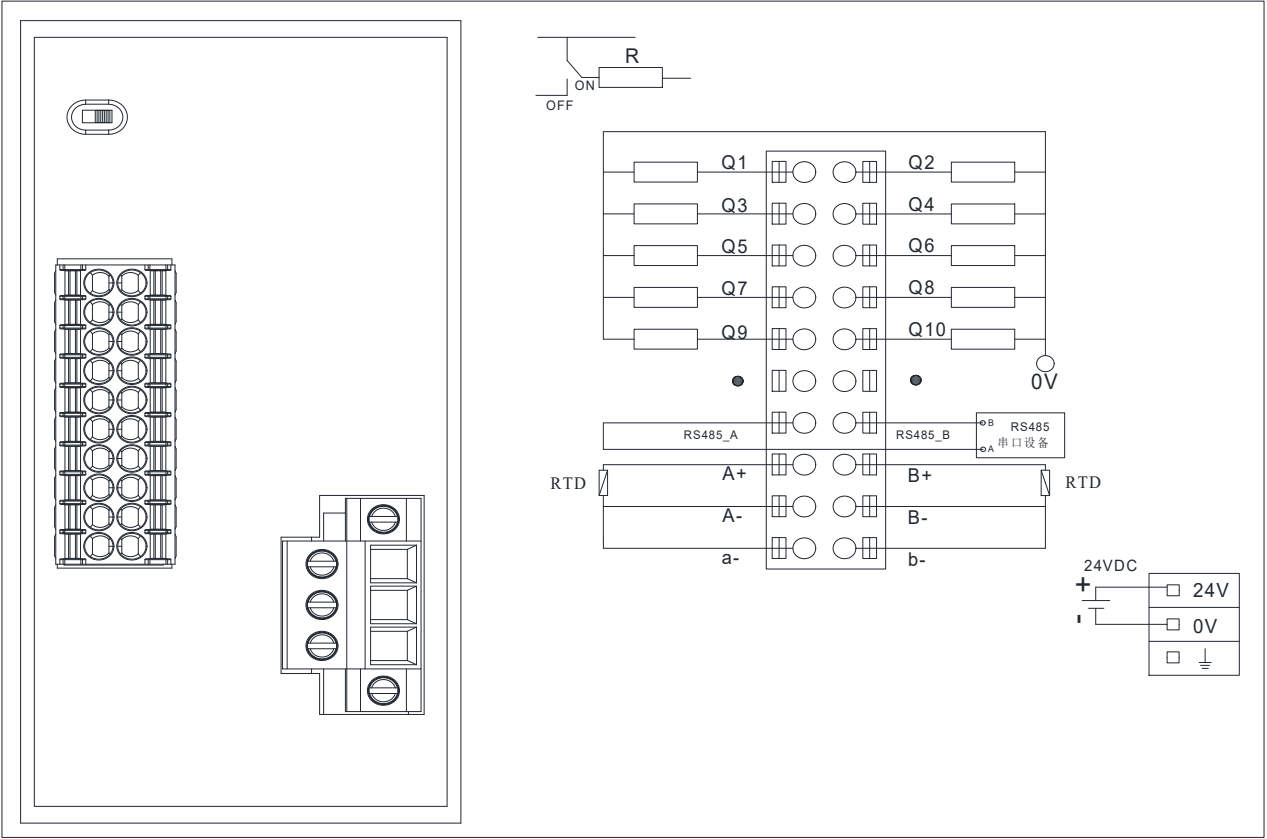 R
ON
OFF
Q1
Q2
Q3
Q4
Q5
Q6
Q7
Q8
Q9
Q10
0V
RS485_A
RS485_B
B
RS485
A
串口设备
RTD
A+
B+
RTD
A-
B-
a-
b-
24VDC
+
24V
-
0V